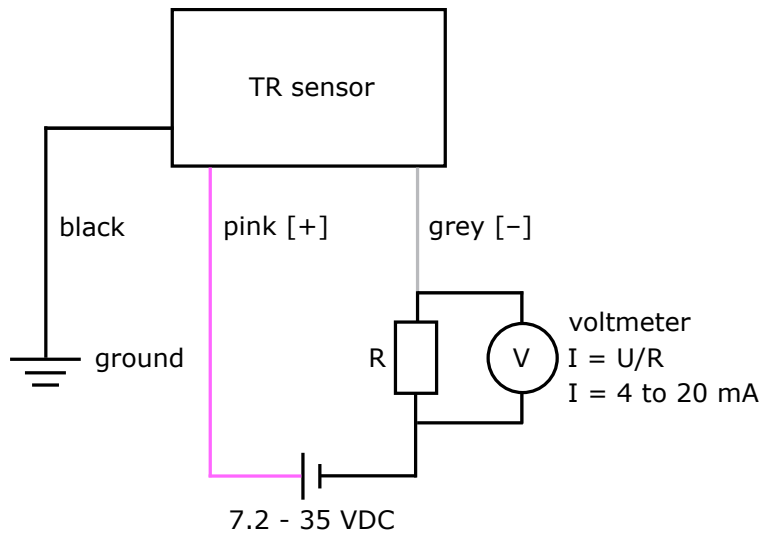 TR sensor
black
pink [+]
grey [–]
ground
R
V
voltmeter
I = U/R
I = 4 to 20 mA
7.2 - 35 VDC